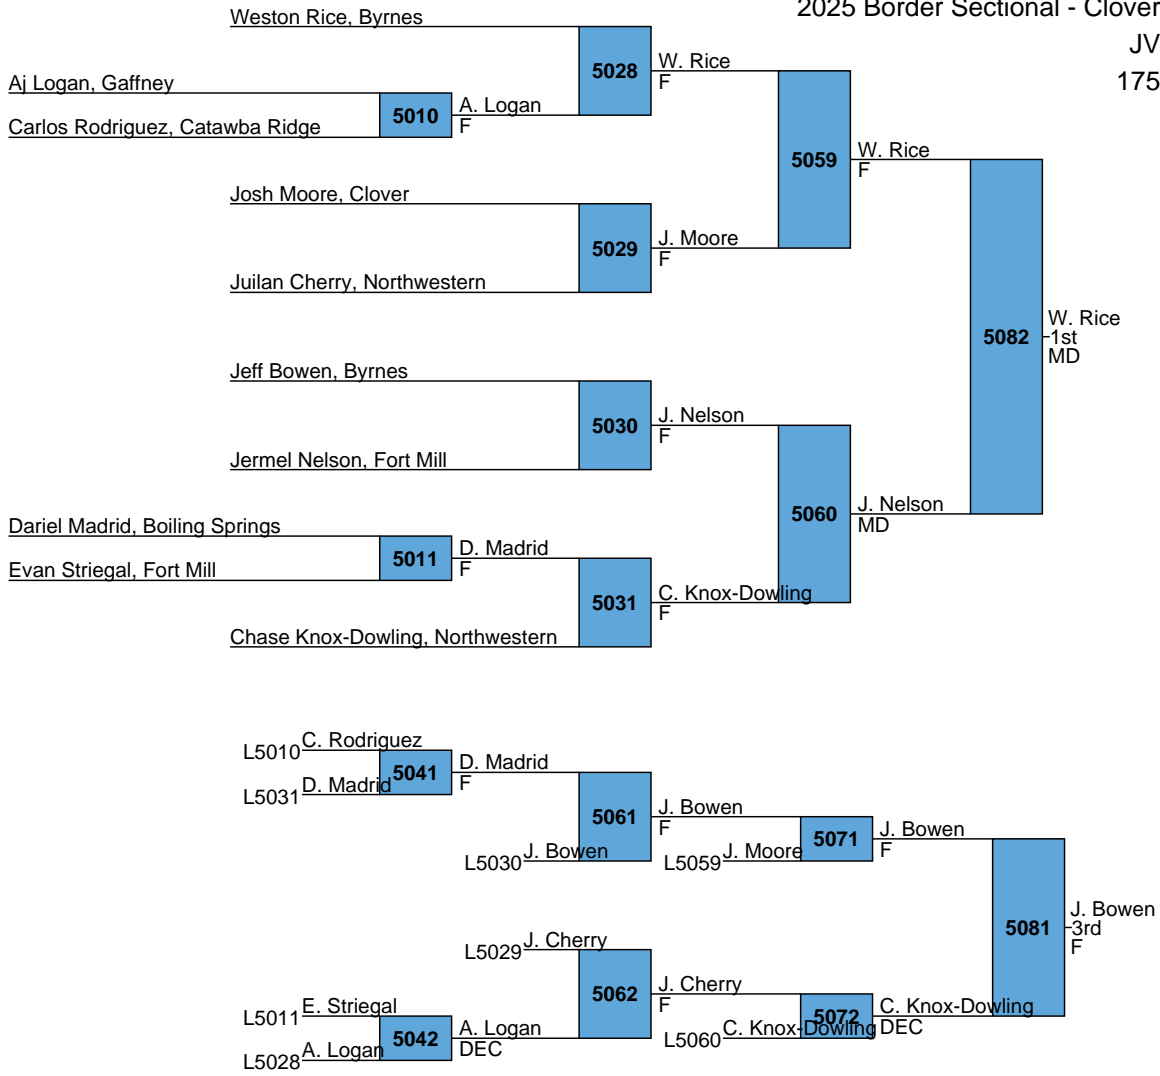 2025 Border Sectional - Clover
JV
175
Weston Rice, Byrnes
5028
W. Rice
F
Aj Logan, Gaffney
5010
A. Logan
F
Carlos Rodriguez, Catawba Ridge
5059
W. Rice
F
Josh Moore, Clover
5029
J. Moore
F
Juilan Cherry, Northwestern
5082
W. Rice
1st
MD
Jeff Bowen, Byrnes
5030
J. Nelson
F
Jermel Nelson, Fort Mill
5060
J. Nelson
MD
Dariel Madrid, Boiling Springs
5011
D. Madrid
F
Evan Striegal, Fort Mill
5031
C. Knox-Dowling
F
Chase Knox-Dowling, Northwestern
L5010
C. Rodriguez
5041
D. Madrid
F
L5031
D. Madrid
5061
J. Bowen
F
L5030
J. Bowen
L5059
J. Moore
5071
J. Bowen
F
5081
J. Bowen
3rd
F
L5029
J. Cherry
5062
J. Cherry
F
L5011
E. Striegal
5042
A. Logan
DEC
L5028
A. Logan
L5060
C. Knox-Dowling
5072
C. Knox-Dowling
DEC